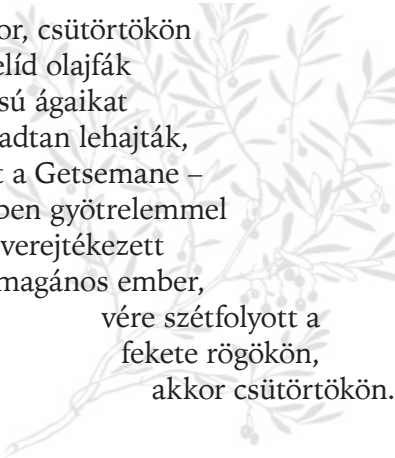 or, csütörtökön
elíd olajfák
sú ágaikat
adtan lehajták,
t a Getsemane –
ben gyötrelemmel
verejtékezett
magános ember,
vére szétfolyott a
fekete rögökön,
akkor csütörtökön.